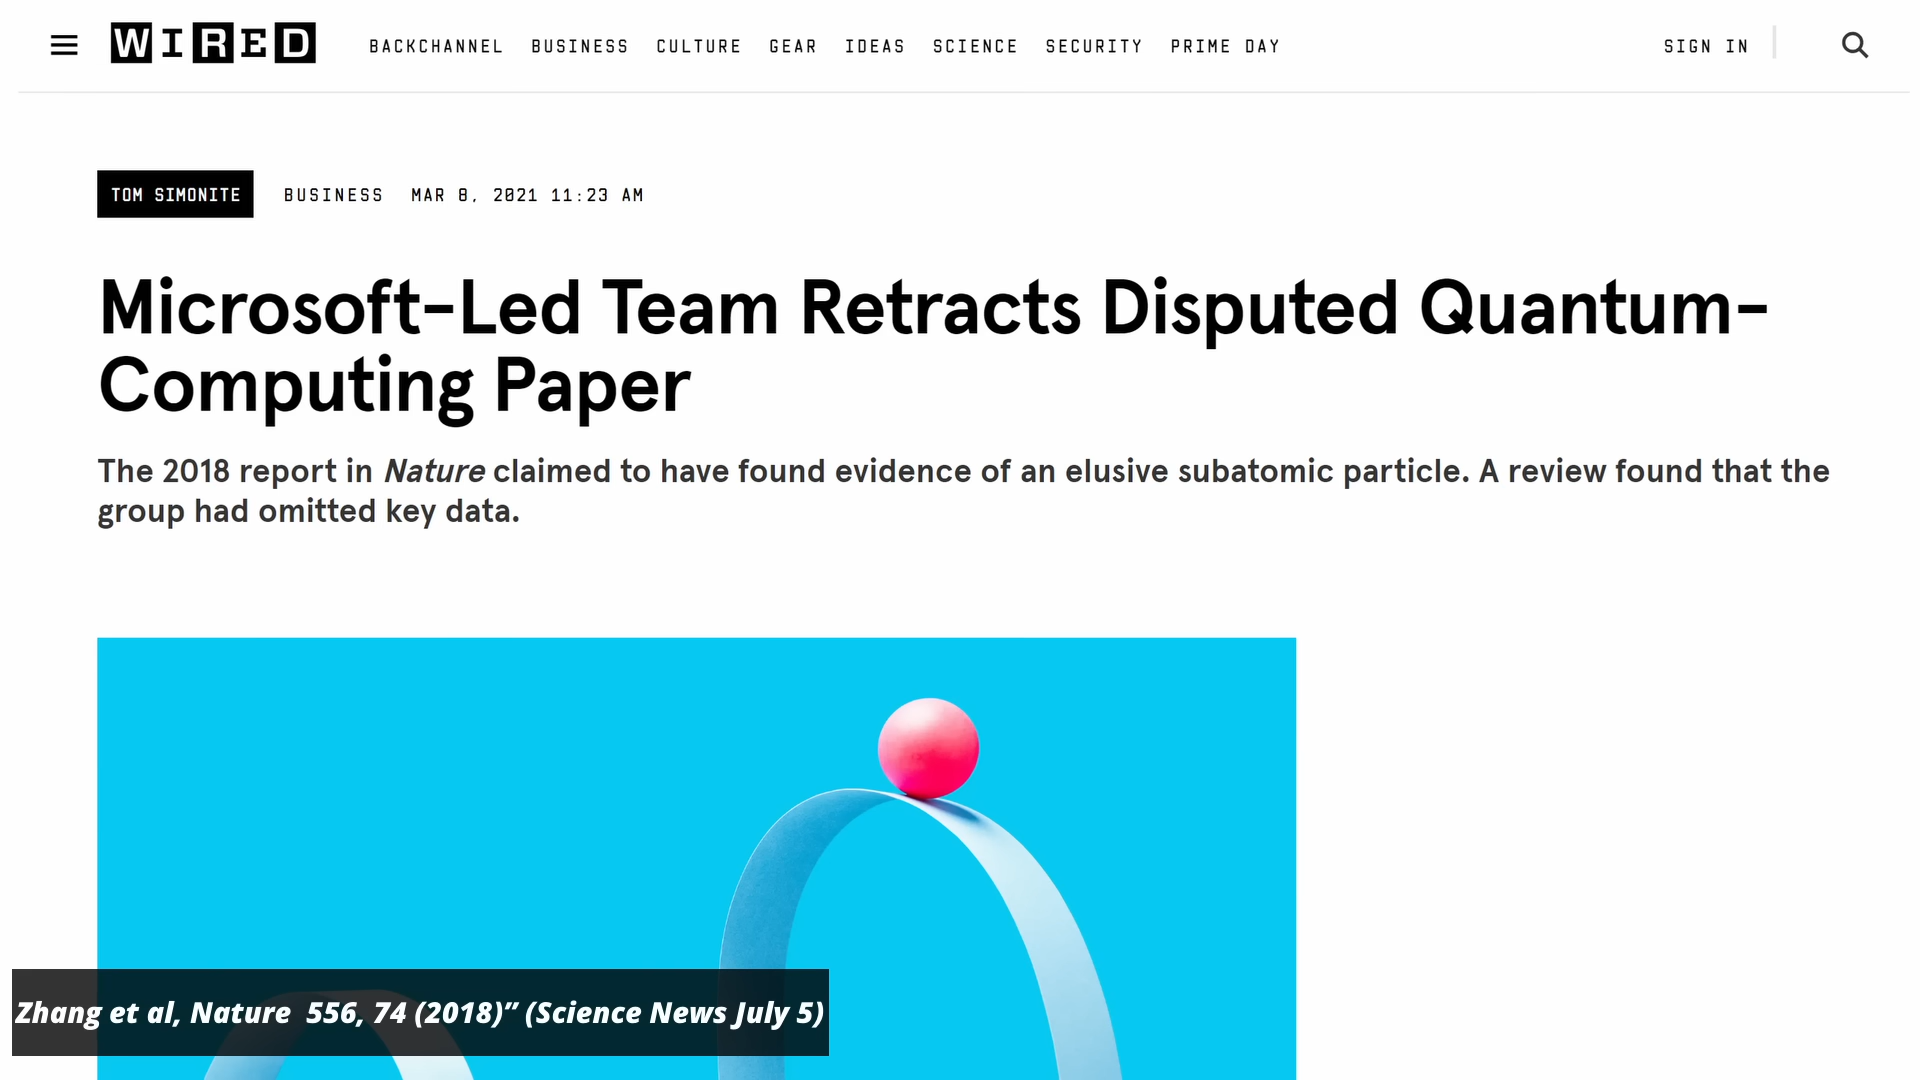 WIRED
BACKCHANNEL BUSINESS CULTURE GEAR IDEAS SCIENCE SECURITY PRIME DAY
SIGN IN
TOM SIMONITE BUSINESS MAR 8, 2021 11:23 AM
Microsoft-Led Team Retracts Disputed Quantum-
Computing Paper
The 2018 report in Nature claimed to have found evidence of an elusive subatomic particle. A review found that the
group had omitted key data.
Zhang et al, Nature 556, 74 (2018)” (Science News July 5)